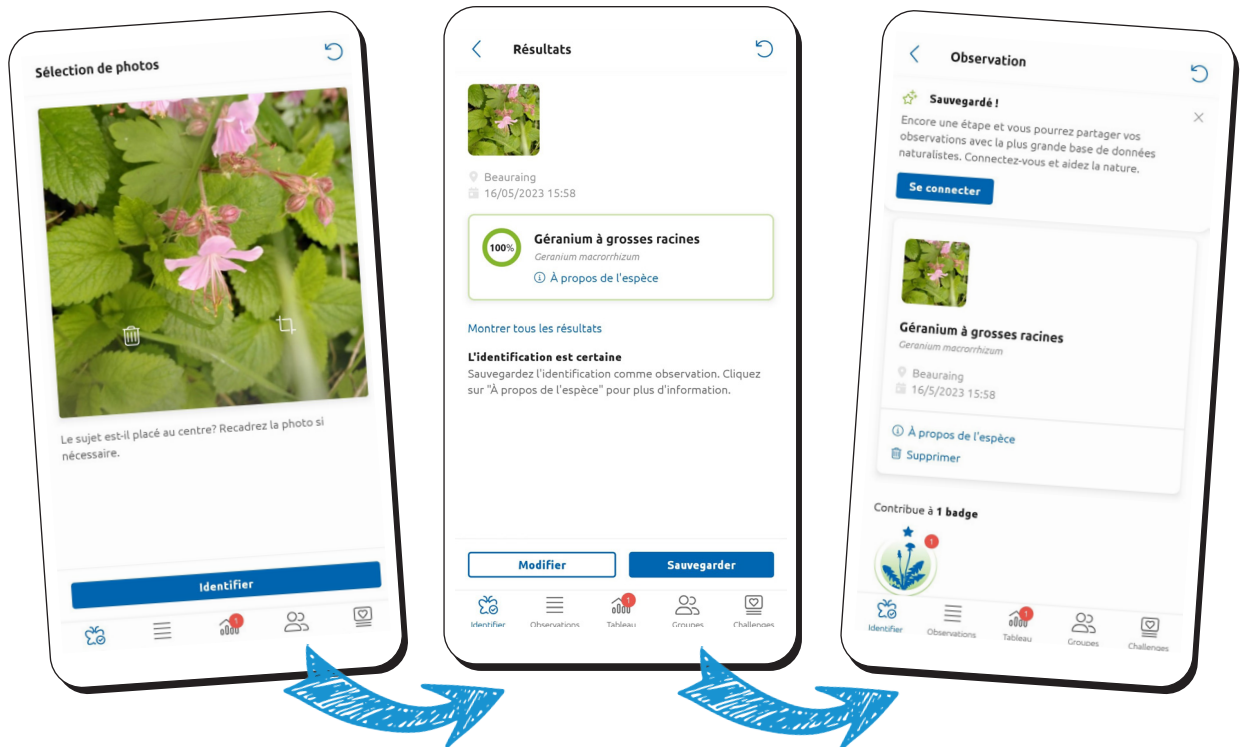 Sélection de photos
Le sujet est-il placé au centre? Recadrez la photo si
nécessaire.
Identifier
1
Résultats
Beauraing
16/05/2023 15:58
100%
Géranium à grosses racines
Geranium macrorrhizum
À propos de l'espèce
Montrer tous les résultats
L'identification est certaine
Sauvegardez l'identification comme observation. Cliquez
sur "À propos de l'espèce" pour plus d'information.
Modifier
Sauvegarder
1
Identifier
Observations
Tableau
Groupes
Challenges
Observation
Sauvegardé !
Encore une étape et vous pourrez partager vos
observations avec la plus grande base de données
naturalistes. Connectez-vous et aidez la nature.
Se connecter
Géranium à grosses racines
Geranium macrorrhizum
Beauraing
16/5/2023 15:58
À propos de l'espèce
Supprimer
Contribue à 1 badge
1
1
Identifier
Observations
Tableau
Groupes
Challenges